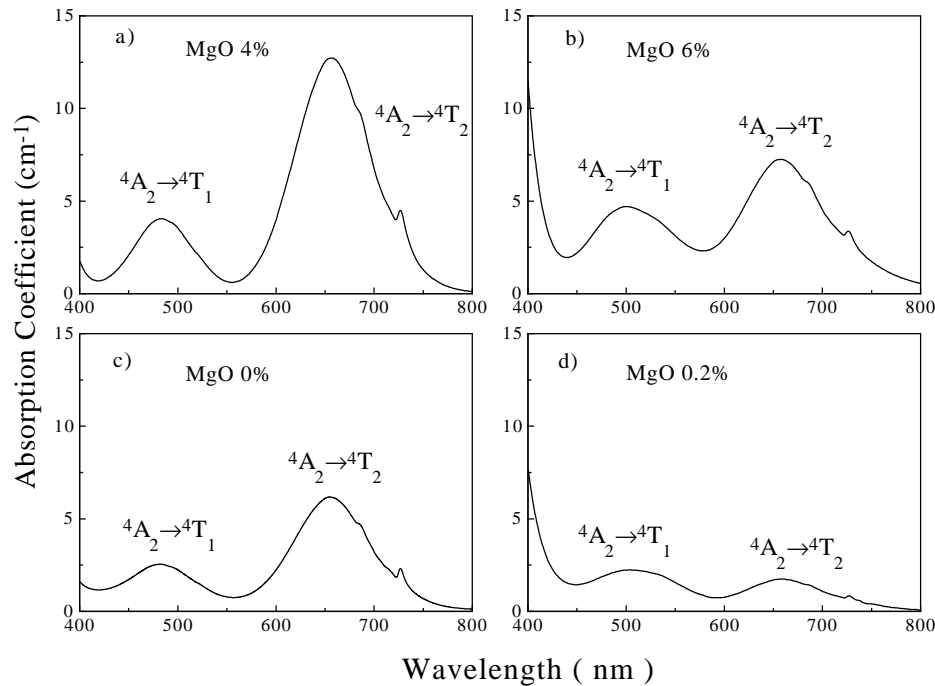 Absorption Coefficient (cm⁻¹)
a)
MgO 4%
⁴A₂→⁴T₁
⁴A₂→⁴T₂
15
10
5
0
400 500 600 700 800
b)
MgO 6%
⁴A₂→⁴T₁
⁴A₂→⁴T₂
15
10
5
0
400 500 600 700 800
c)
MgO 0%
⁴A₂→⁴T₁
⁴A₂→⁴T₂
15
10
5
0
400 500 600 700 800
d)
MgO 0.2%
⁴A₂→⁴T₁
⁴A₂→⁴T₂
15
10
5
0
400 500 600 700 800
Wavelength ( nm )